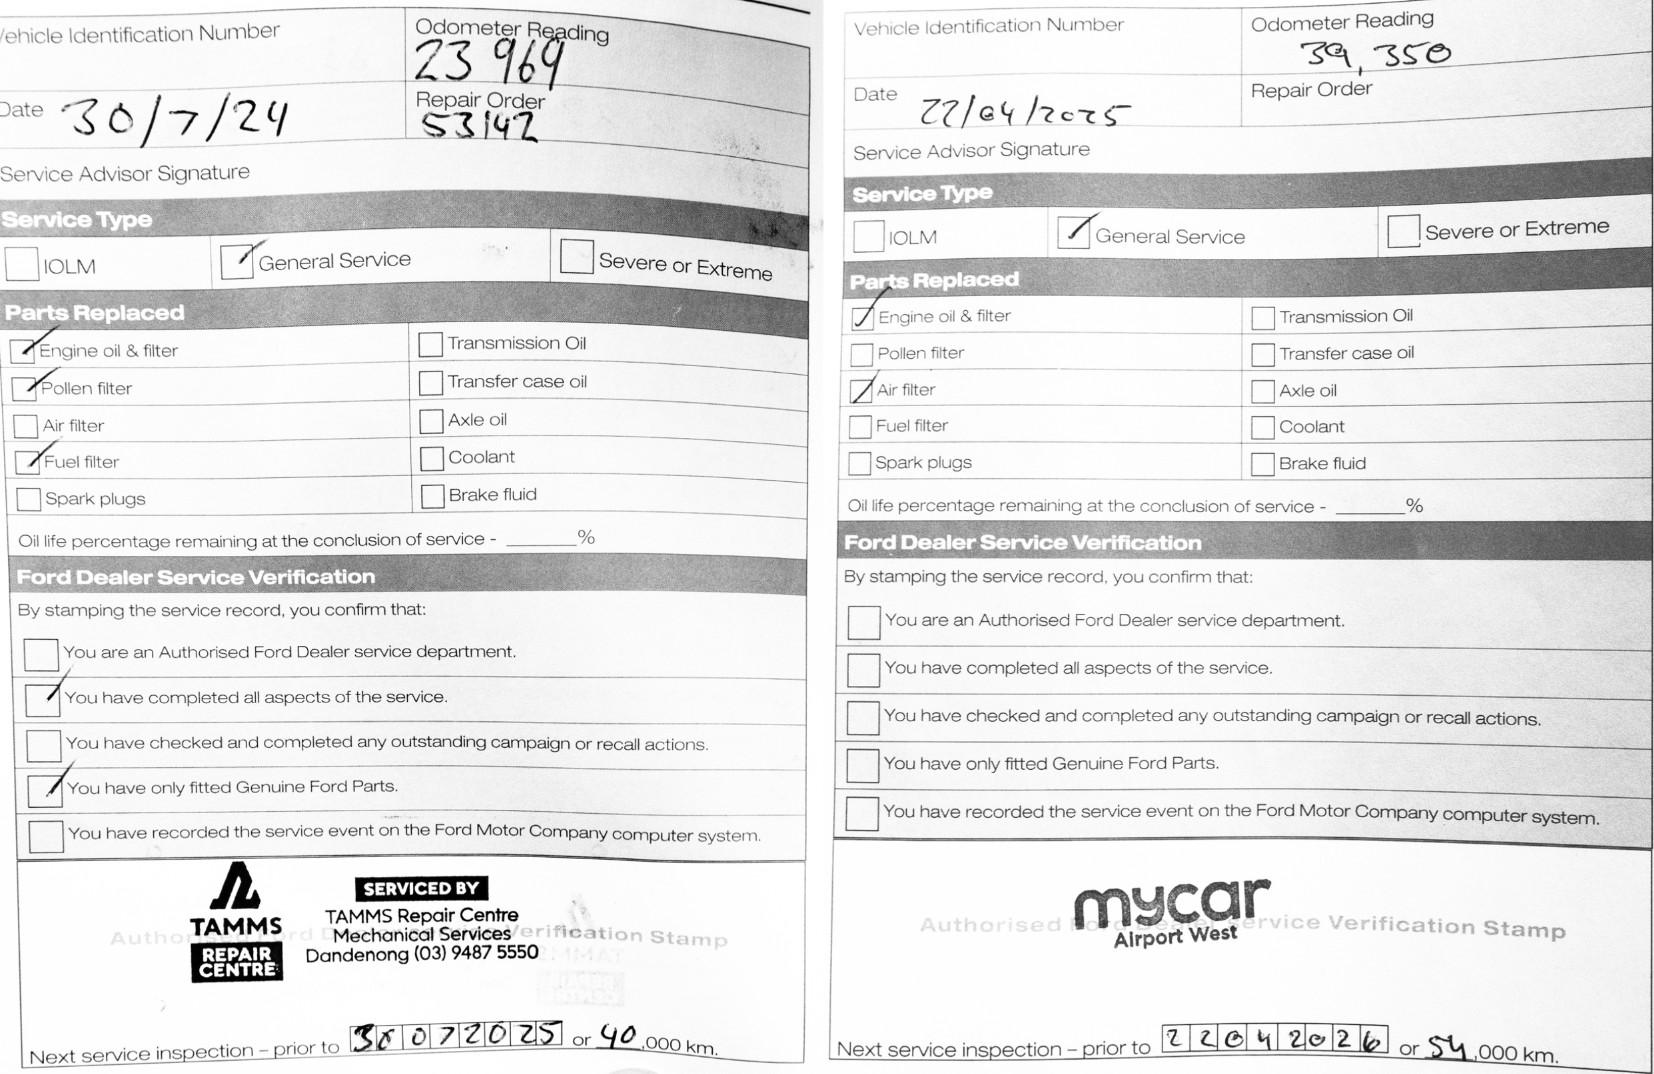 Vehicle Identification Number
Odometer Reading
23 969
Date 30/7/24
Repair Order
53142
Service Advisor Signature
Service Type
IOLM
General Service
Severe or Extreme
Parts Replaced
Engine oil & filter
Transmission Oil
Pollen filter
Transfer case oil
Air filter
Axle oil
Fuel filter
Coolant
Spark plugs
Brake fluid
Oil life percentage remaining at the conclusion of service - ______%
Ford Dealer Service Verification
By stamping the service record, you confirm that:
You are an Authorised Ford Dealer service department.
You have completed all aspects of the service.
You have checked and completed any outstanding campaign or recall actions.
You have only fitted Genuine Ford Parts.
You have recorded the service event on the Ford Motor Company computer system.
TAMMS
REPAIR
CENTRE
SERVICED BY
TAMMS Repair Centre
Mechanical Services
Dandenong (03) 9487 5550
Authorised Ford Dealer Service Verification Stamp
Next service inspection – prior to 30072025 or 40,000 km.
Vehicle Identification Number
Odometer Reading
39,350
Date 22/04/2025
Repair Order
Service Advisor Signature
Service Type
IOLM
General Service
Severe or Extreme
Parts Replaced
Engine oil & filter
Transmission Oil
Pollen filter
Transfer case oil
Air filter
Axle oil
Fuel filter
Coolant
Spark plugs
Brake fluid
Oil life percentage remaining at the conclusion of service - ______%
Ford Dealer Service Verification
By stamping the service record, you confirm that:
You are an Authorised Ford Dealer service department.
You have completed all aspects of the service.
You have checked and completed any outstanding campaign or recall actions.
You have only fitted Genuine Ford Parts.
You have recorded the service event on the Ford Motor Company computer system.
mycar
Airport West
Authorised Ford Dealer Service Verification Stamp
Next service inspection – prior to 22042026 or 54,000 km.